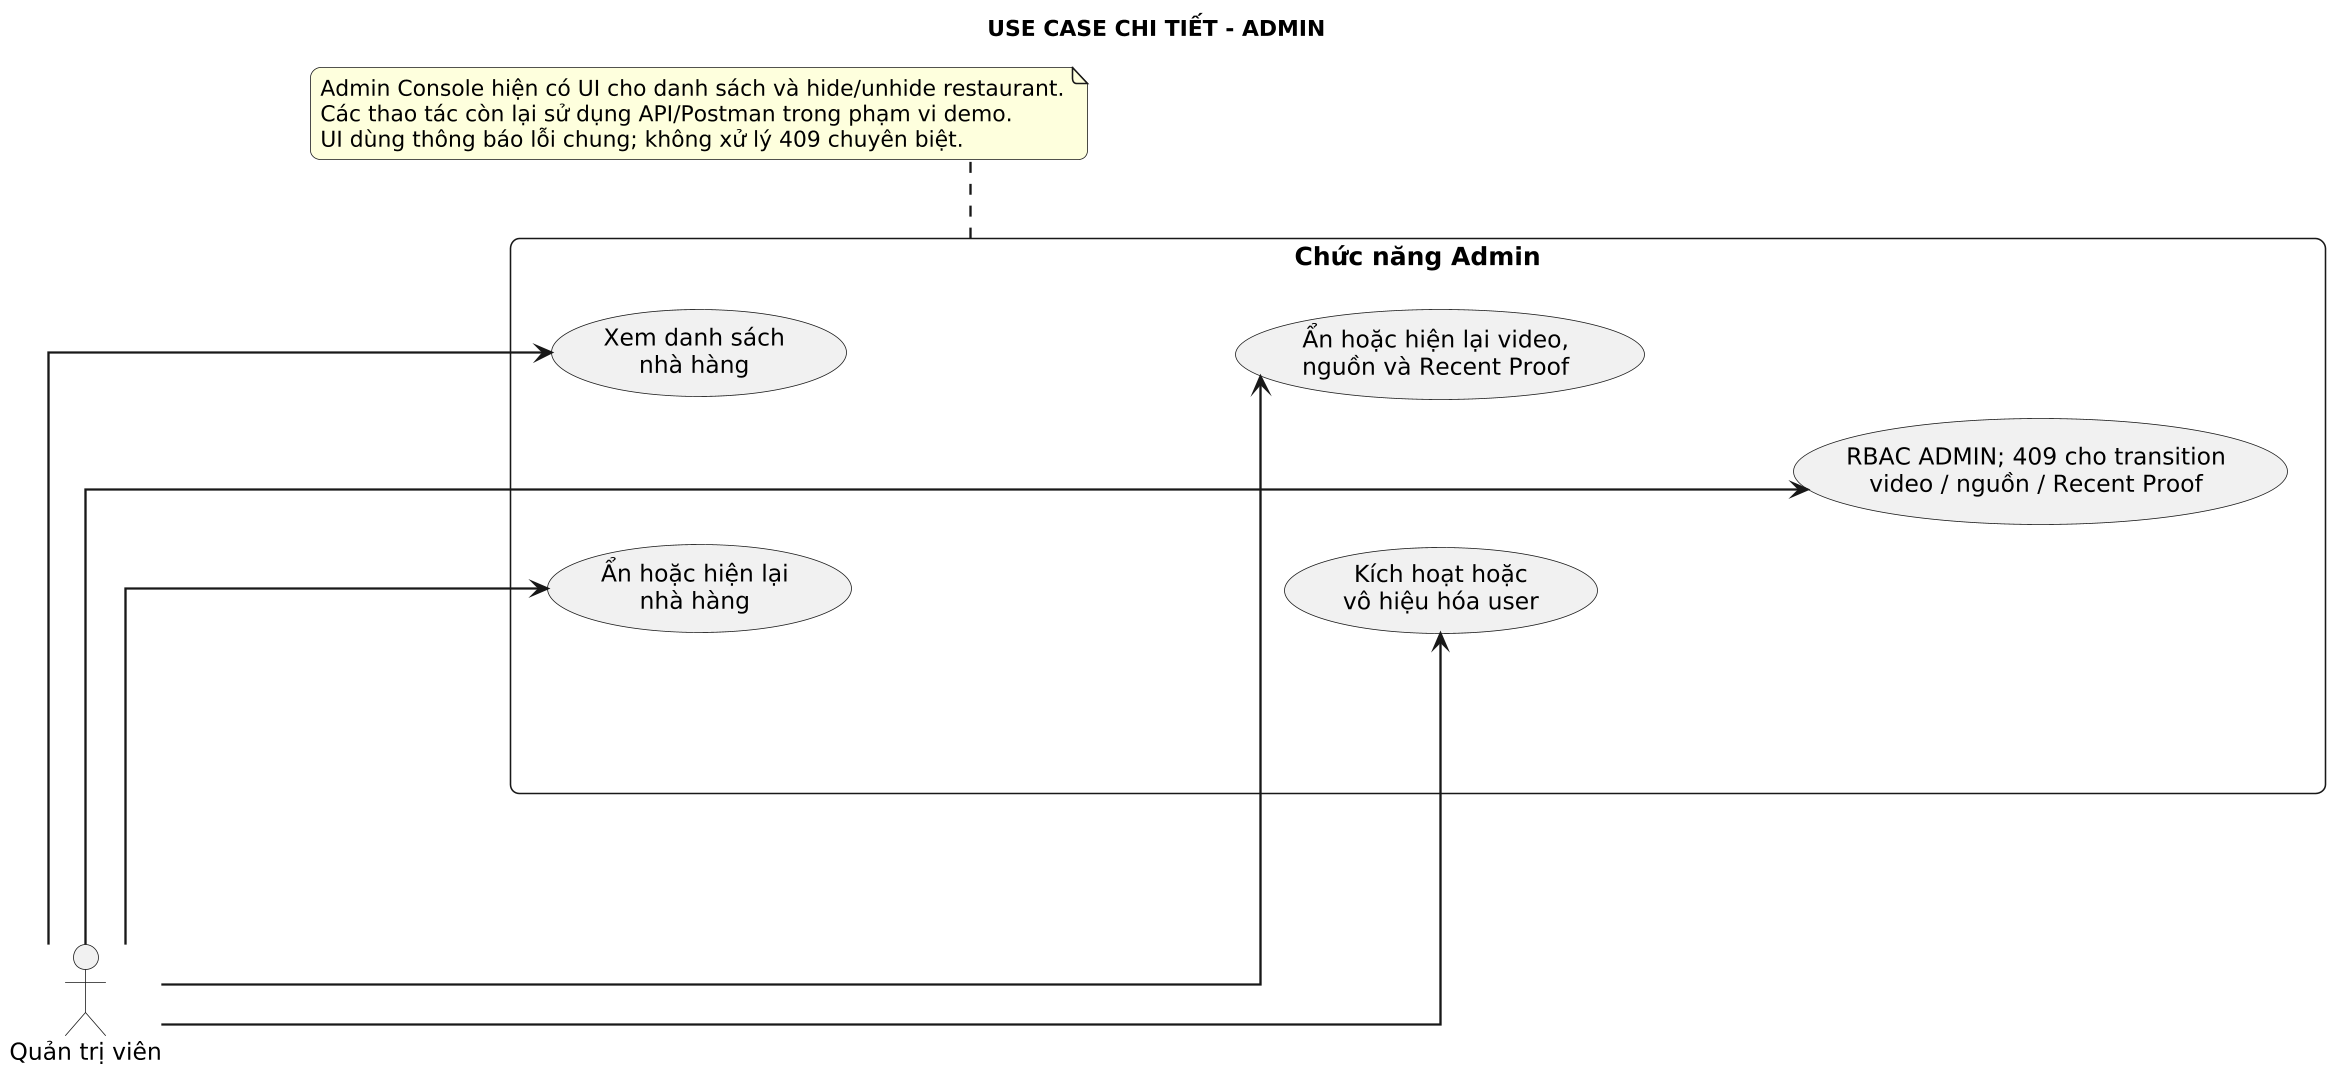 USE CASE CHI TIẾT - ADMIN
Admin Console hiện có UI cho danh sách và hide/unhide restaurant.
Các thao tác còn lại sử dụng API/Postman trong phạm vi demo.
UI dùng thông báo lỗi chung; không xử lý 409 chuyên biệt.
Chức năng Admin
Xem danh sách
nhà hàng
Ẩn hoặc hiện lại video,
nguồn và Recent Proof
RBAC ADMIN; 409 cho transition
video / nguồn / Recent Proof
Ẩn hoặc hiện lại
nhà hàng
Kích hoạt hoặc
vô hiệu hóa user
Quản trị viên